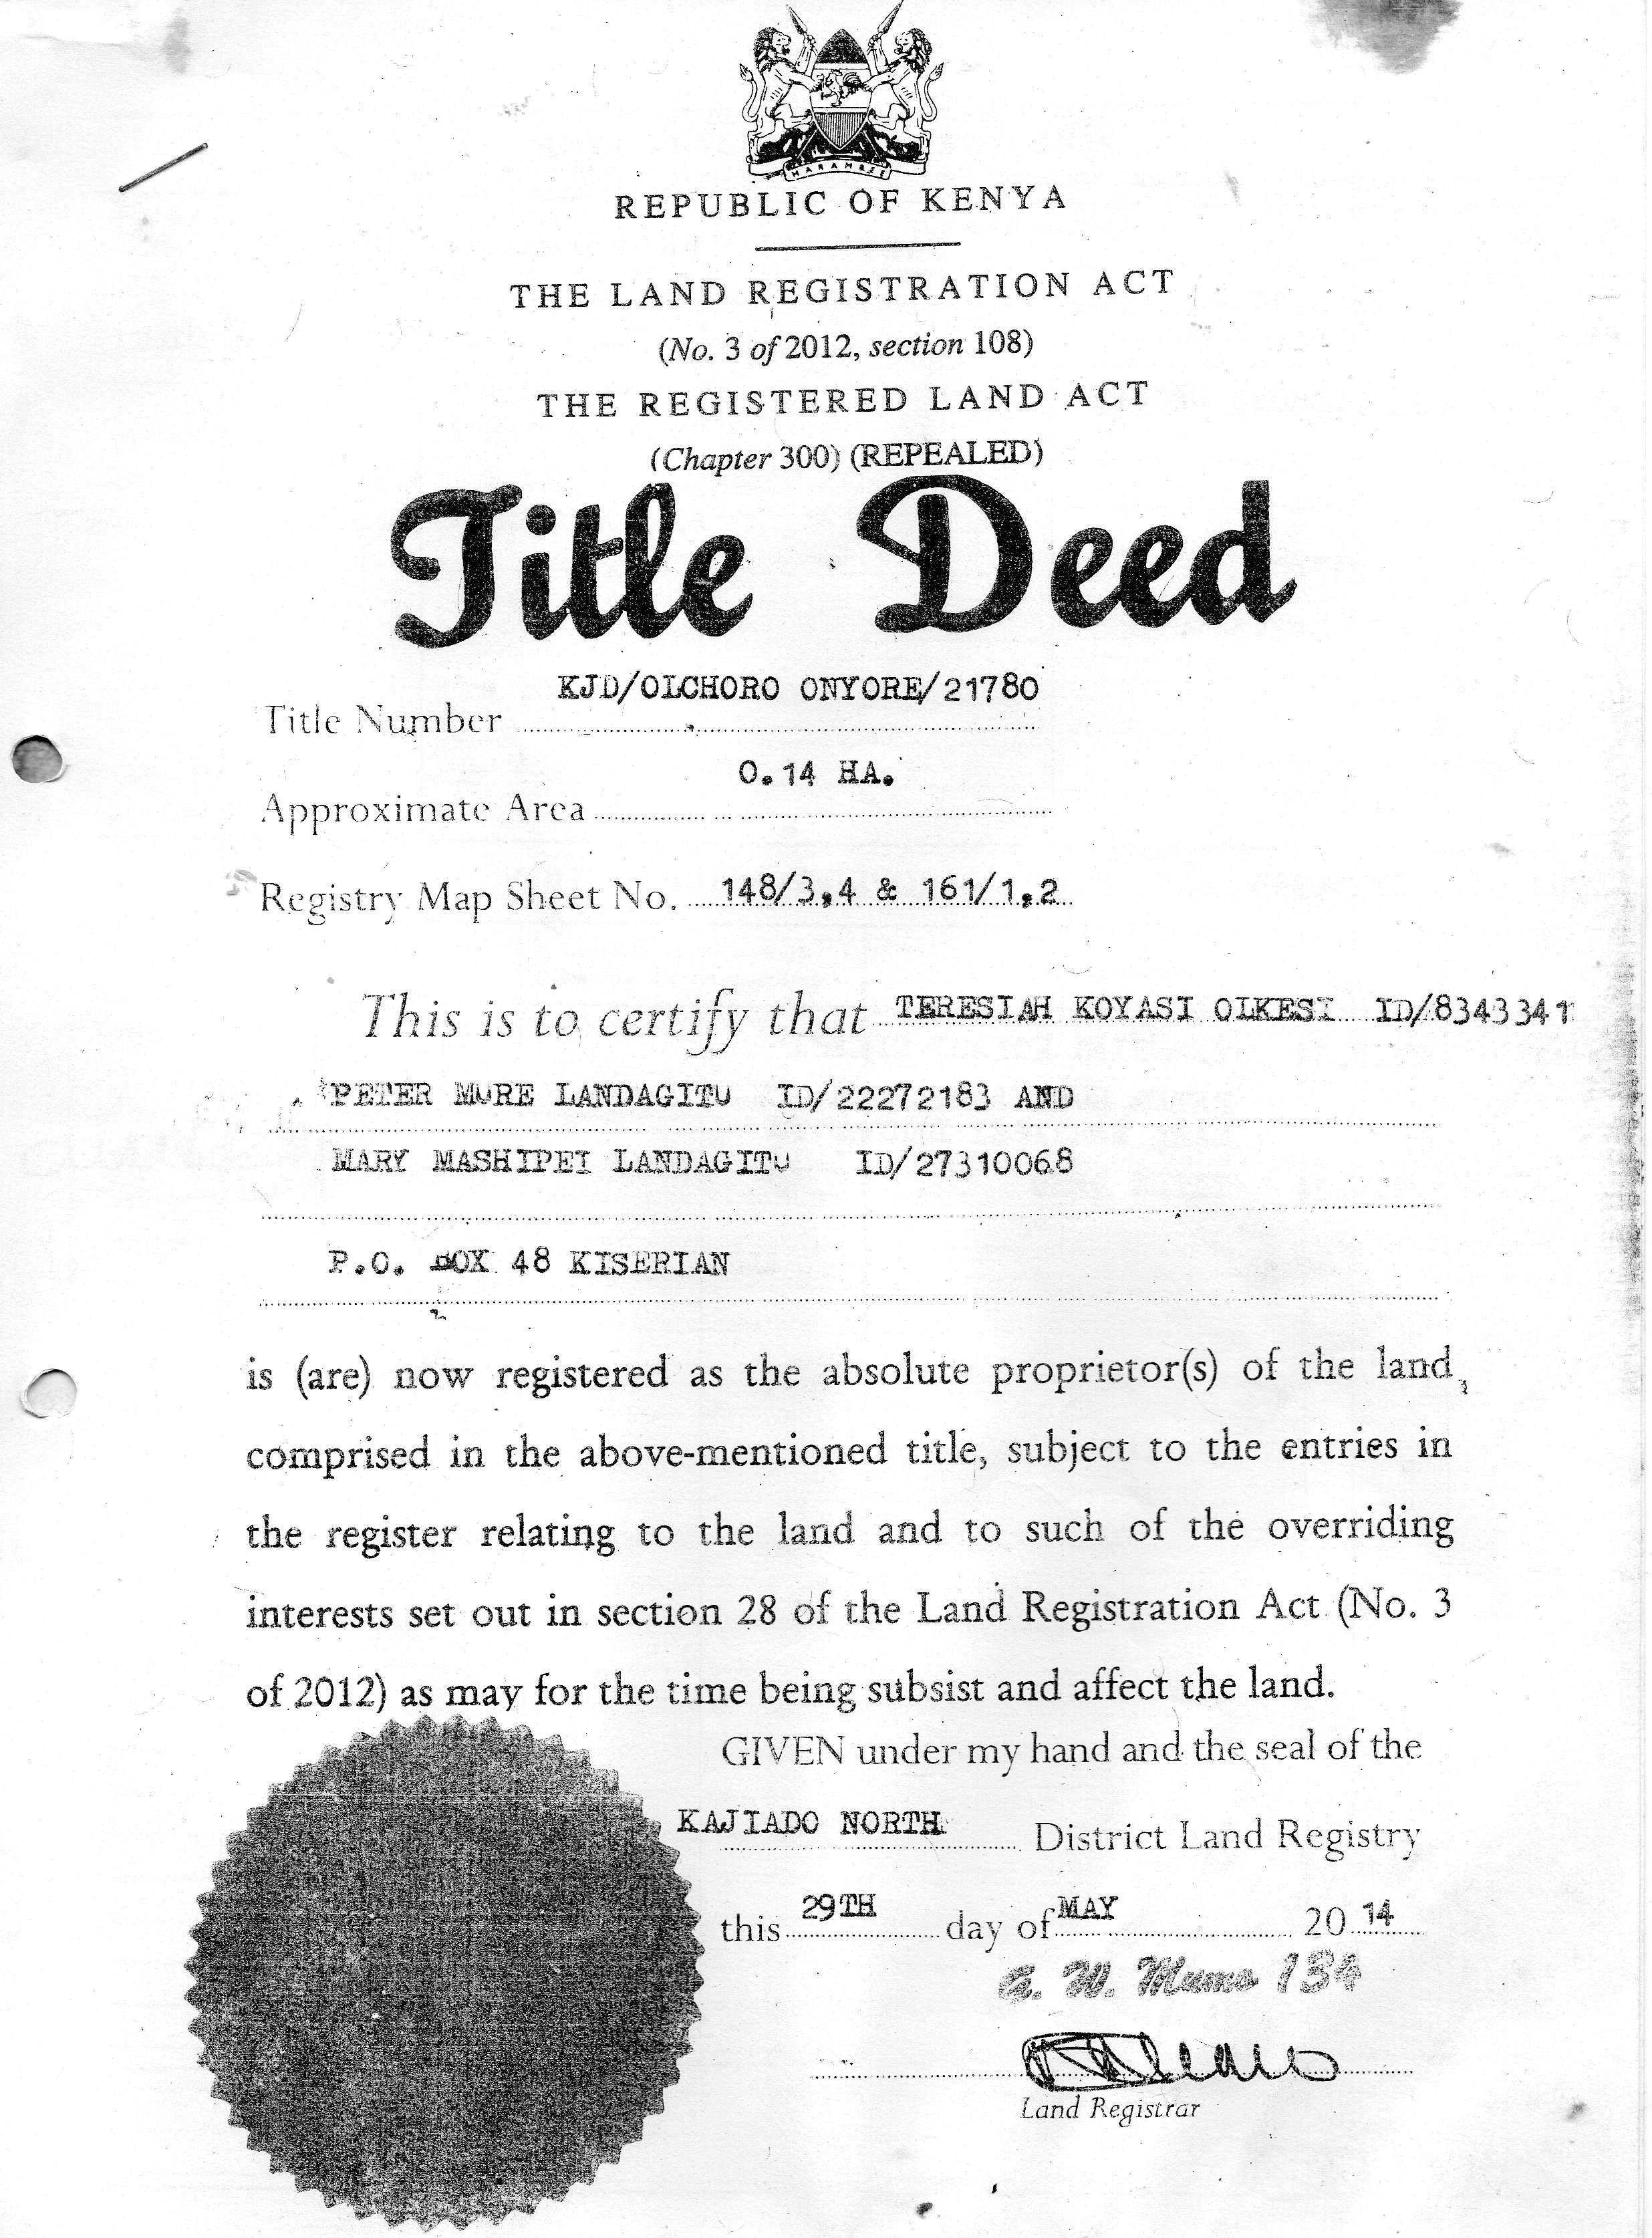 HARAMBEE
REPUBLIC OF KENYA
THE LAND REGISTRATION ACT
(No. 3 of 2012, section 108)
THE REGISTERED LAND ACT
(Chapter 300) (REPEALED)
Title Deed
KJD/OLCHORO ONYORE/21780
Title Number
0.14 HA.
Approximate Area
Registry Map Sheet No. 148/3,4 & 161/1,2
This is to certify that TERESIAH KOYASI OLKESI ID/8343341
PETER MURE LANDAGITU ID/22272183 AND
MARY MASHIPEI LANDAGITU ID/27310068
P.O. BOX 48 KISERIAN
is (are) now registered as the absolute proprietor(s) of the land
comprised in the above-mentioned title, subject to the entries in
the register relating to the land and to such of the overriding
interests set out in section 28 of the Land Registration Act (No. 3
of 2012) as may for the time being subsist and affect the land.
GIVEN under my hand and the seal of the
KAJIADO NORTH District Land Registry
this 29TH day of MAY 20 14
G. W. 134
Land Registrar